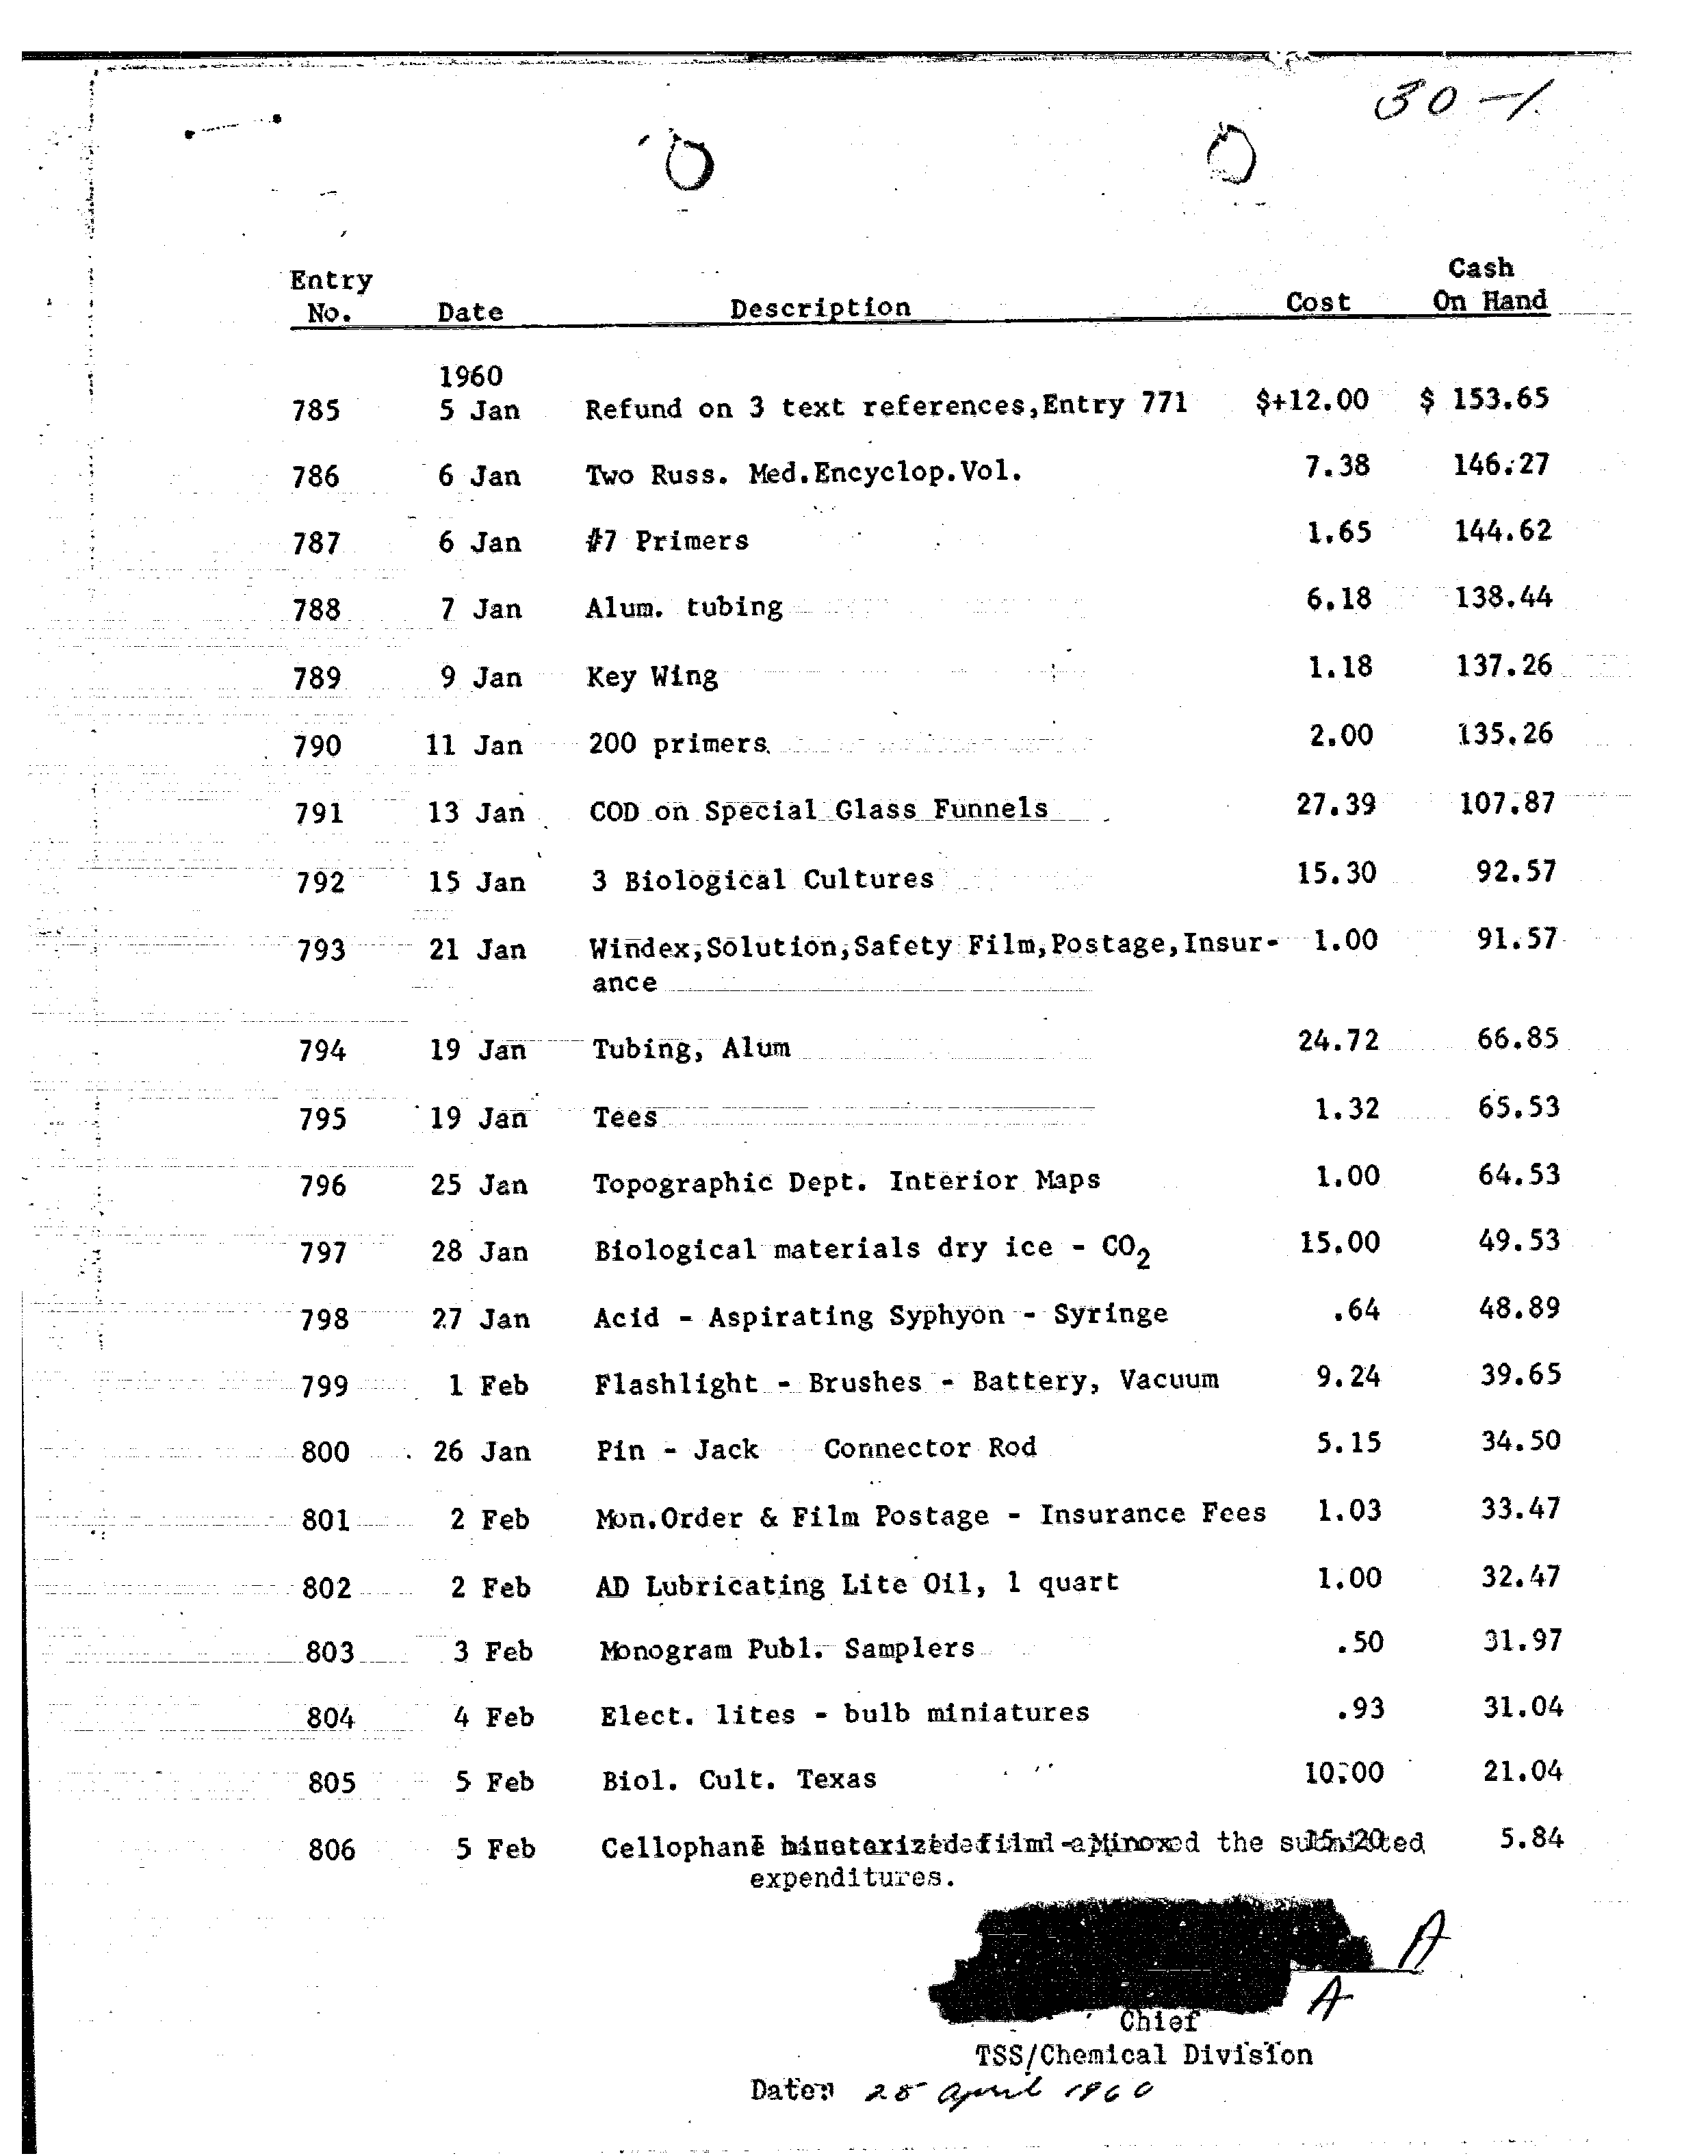 30-1
Entry No. Date Description Cost Cash On Hand
1960
785 5 Jan Refund on 3 text references,Entry 771 $+12.00 $ 153.65
786 6 Jan Two Russ. Med.Encyclop.Vol. 7.38 146.27
787 6 Jan #7 Primers 1.65 144.62
788 7 Jan Alum. tubing 6.18 138.44
789 9 Jan Key Wing 1.18 137.26
790 11 Jan 200 primers 2.00 135.26
791 13 Jan COD on Special Glass Funnels 27.39 107.87
792 15 Jan 3 Biological Cultures 15.30 92.57
793 21 Jan Windex,Solution,Safety Film,Postage,Insur- 1.00 91.57
ance
794 19 Jan Tubing, Alum 24.72 66.85
795 19 Jan Tees 1.32 65.53
796 25 Jan Topographic Dept. Interior Maps 1.00 64.53
797 28 Jan Biological materials dry ice - CO2 15.00 49.53
798 27 Jan Acid - Aspirating Syphyon - Syringe .64 48.89
799 1 Feb Flashlight - Brushes - Battery, Vacuum 9.24 39.65
800 26 Jan Pin - Jack Connector Rod 5.15 34.50
801 2 Feb Mon.Order & Film Postage - Insurance Fees 1.03 33.47
802 2 Feb AD Lubricating Lite Oil, 1 quart 1.00 32.47
803 3 Feb Monogram Publ. Samplers .50 31.97
804 4 Feb Elect. lites - bulb miniatures .93 31.04
805 5 Feb Biol. Cult. Texas 10.00 21.04
806 5 Feb Cellophane film - Minox the submitted 15.20 5.84
expenditures.
A
A
Chief
TSS/Chemical Division
Date: 25 April 1960